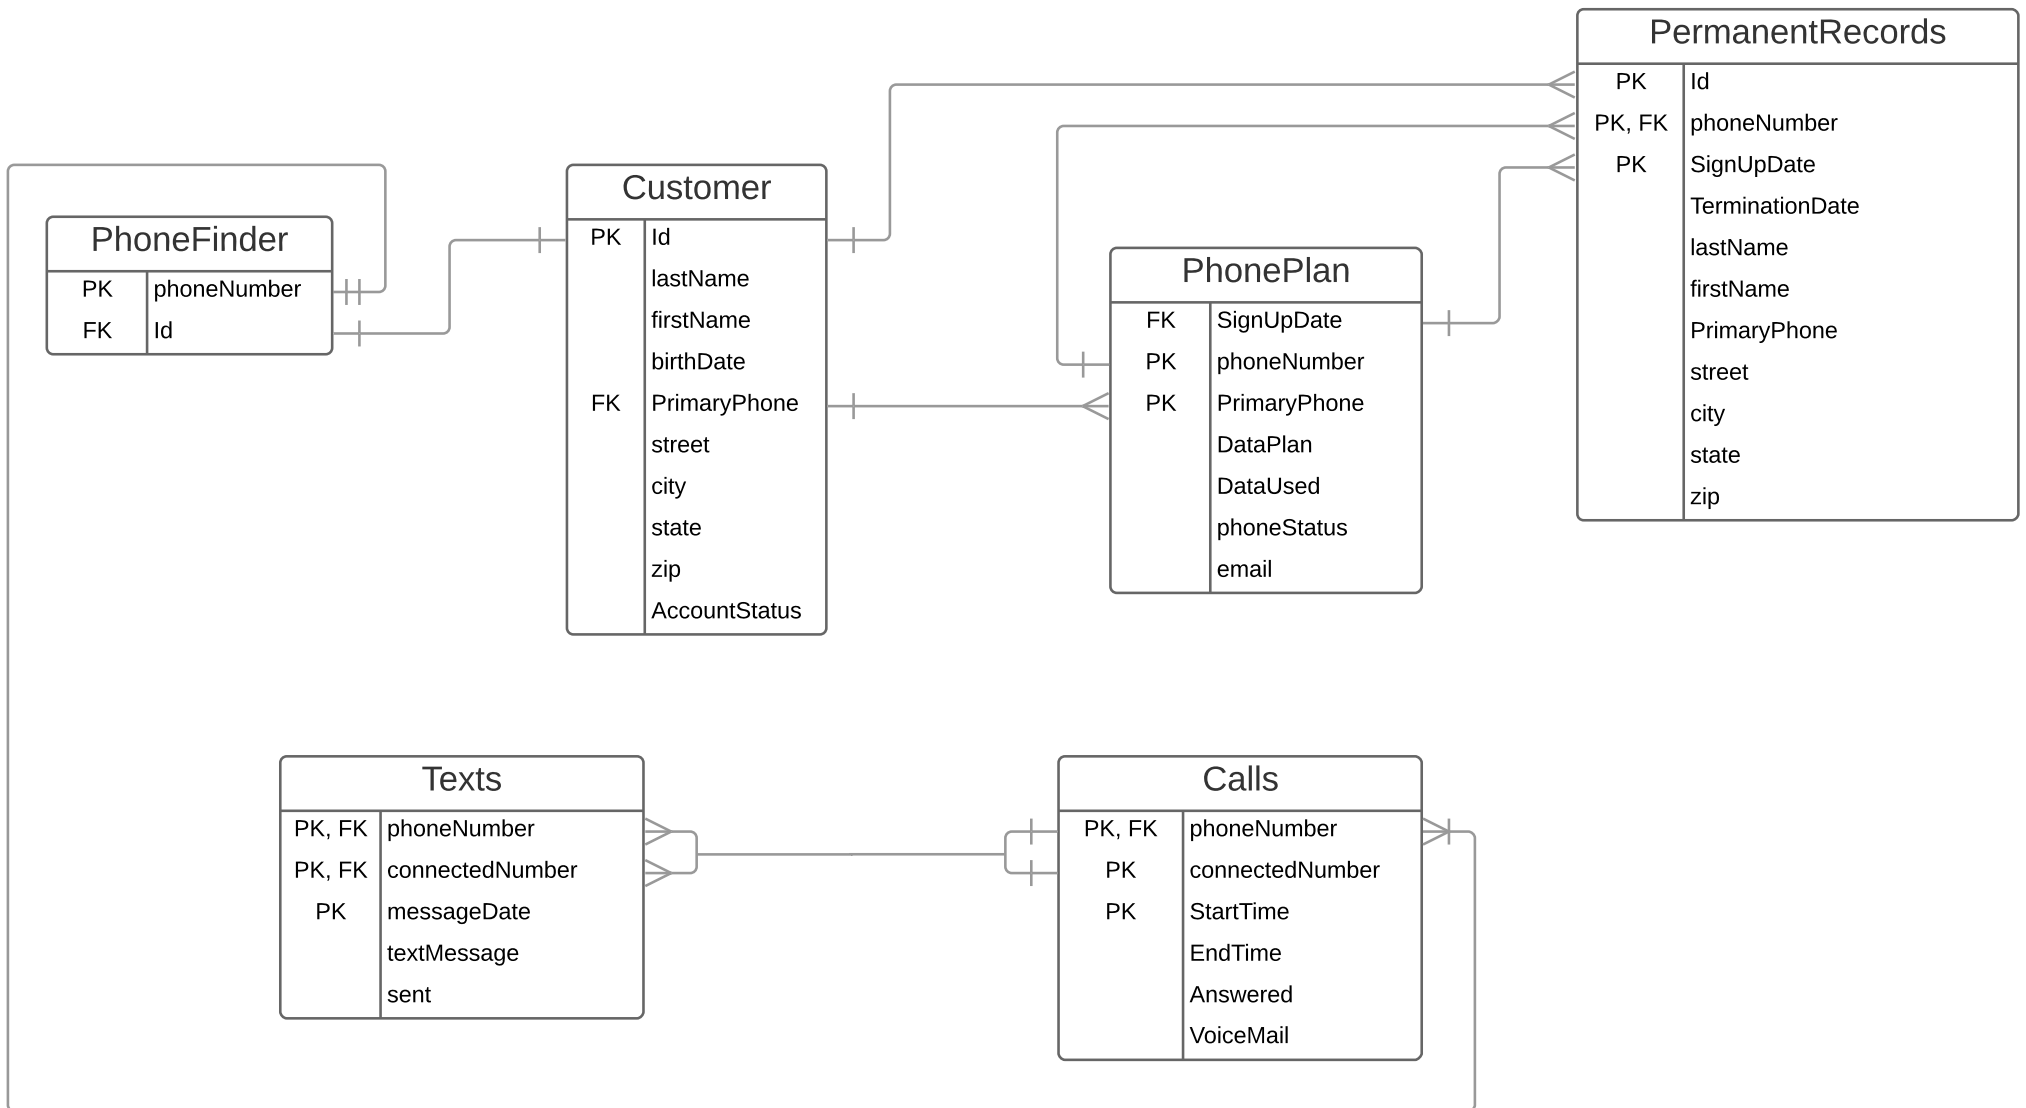 PermanentRecords
PK Id
PK, FK phoneNumber
PK SignUpDate
TerminationDate
lastName
firstName
PrimaryPhone
street
city
state
zip
Customer
PK Id
lastName
firstName
birthDate
FK PrimaryPhone
street
city
state
zip
AccountStatus
PhoneFinder
PK phoneNumber
FK Id
PhonePlan
FK SignUpDate
PK phoneNumber
PK PrimaryPhone
DataPlan
DataUsed
phoneStatus
email
Texts
PK, FK phoneNumber
PK, FK connectedNumber
PK messageDate
textMessage
sent
Calls
PK, FK phoneNumber
PK connectedNumber
PK StartTime
EndTime
Answered
VoiceMail